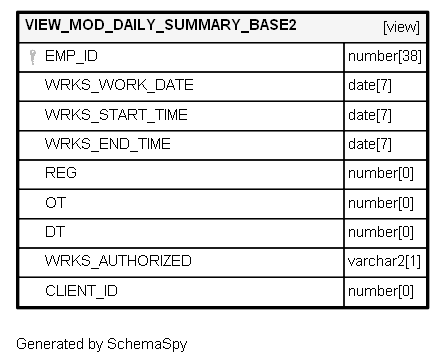 VIEW_MOD_DAILY_SUMMARY_BASE2 [view]
EMP_ID number[38]
WRKS_WORK_DATE date[7]
WRKS_START_TIME date[7]
WRKS_END_TIME date[7]
REG number[0]
OT number[0]
DT number[0]
WRKS_AUTHORIZED varchar2[1]
CLIENT_ID number[0]
Generated by SchemaSpy